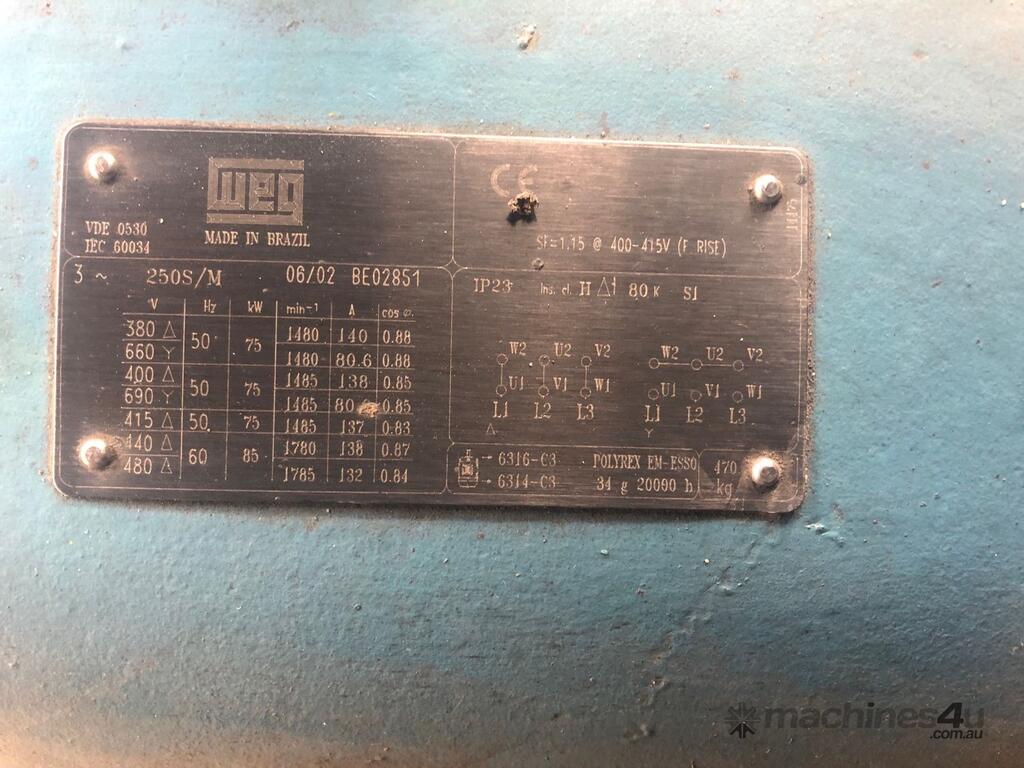 WEG
MADE IN BRAZIL
VDE 0530
IEC 60034
CE
SF=1.15 @ 400-415V (F RISE)
3 ~ 250S/M 06/02 BE02851
V Hz kW min-1 A cos φ
380 Δ 50 75 1480 140 0.88
660 Y 1480 80.6 0.88
400 Δ 50 75 1485 138 0.85
690 Y 1485 0.85
415 Δ 50 75 1485 137 0.83
440 Δ 60 85 1780 138 0.87
480 Δ 1785 132 0.84
IP23 Ins. cl. H Δt 80 K S1
W2 U2 V2 W2 U2 V2
U1 V1 W1 U1 V1 W1
L1 L2 L3 L1 L2 L3
Δ Y
6316-C3 POLYREX EM-ESSO 470
6314-C3 34 g 20000 h kg
machines4u
.com.au